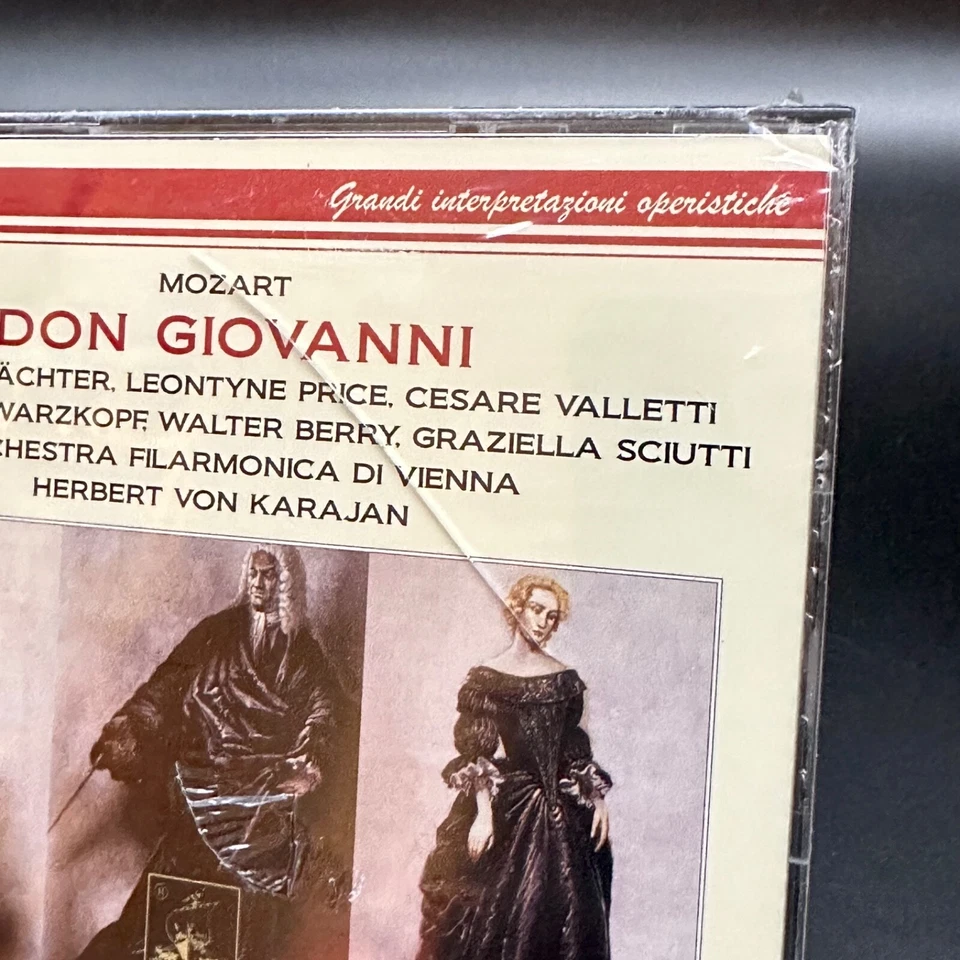 Grandi interpretazioni operistiche
MOZART
DON GIOVANNI
ÄCHTER, LEONTYNE PRICE, CESARE VALLETTI
WARZKOPF, WALTER BERRY, GRAZIELLA SCIUTTI
CHESTRA FILARMONICA DI VIENNA
HERBERT VON KARAJAN
®